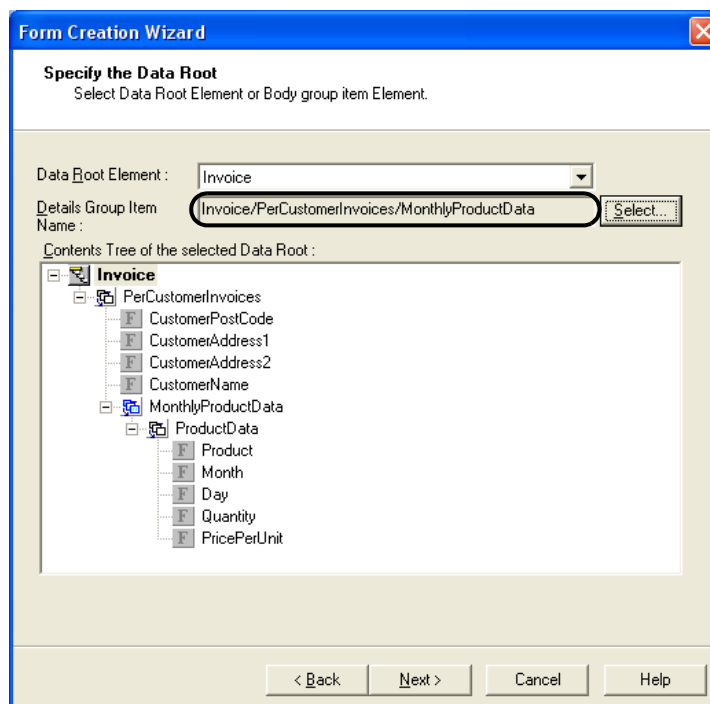 Form Creation Wizard
Specify the Data Root
Select Data Root Element or Body group item Element.
Data Root Element :
Invoice
Details Group Item
Name :
Invoice/PerCustomerInvoices/MonthlyProductData
Select...
Contents Tree of the selected Data Root :
Invoice
PerCustomerInvoices
F CustomerPostCode
F CustomerAddress1
F CustomerAddress2
F CustomerName
MonthlyProductData
ProductData
F Product
F Month
F Day
F Quantity
F PricePerUnit
< Back
Next >
Cancel
Help